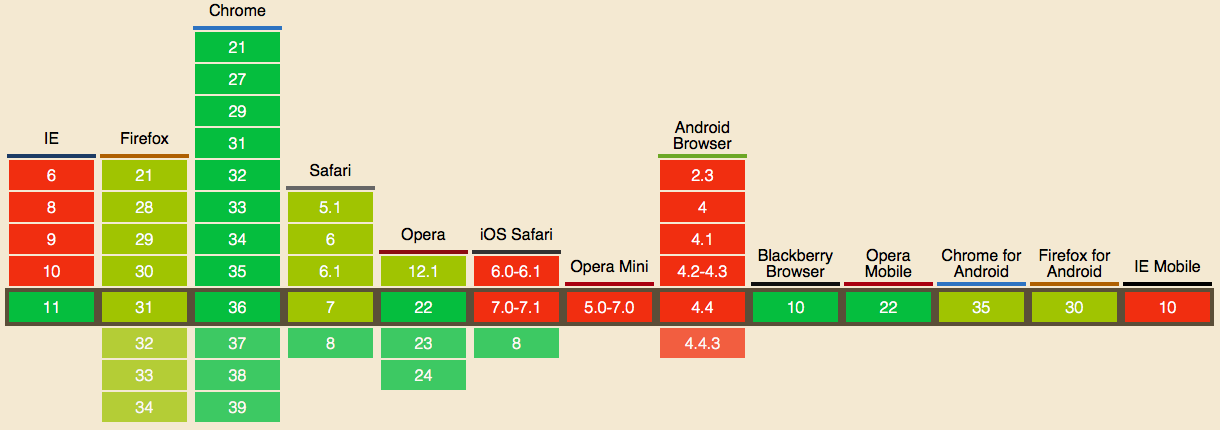 Chrome
21
27
29
31
IE Firefox 32 Android Browser
6 21 33 Safari 2.3
8 28 34 5.1 4
9 29 35 6 Opera iOS Safari 4.1
10 30 6.1 12.1 6.0-6.1 Opera Mini 4.2-4.3 Blackberry Browser Opera Mobile Chrome for Android Firefox for Android IE Mobile
11 31 36 7 22 7.0-7.1 5.0-7.0 4.4 10 22 35 30 10
32 37 8 23 8 4.4.3
33 38 24
34 39